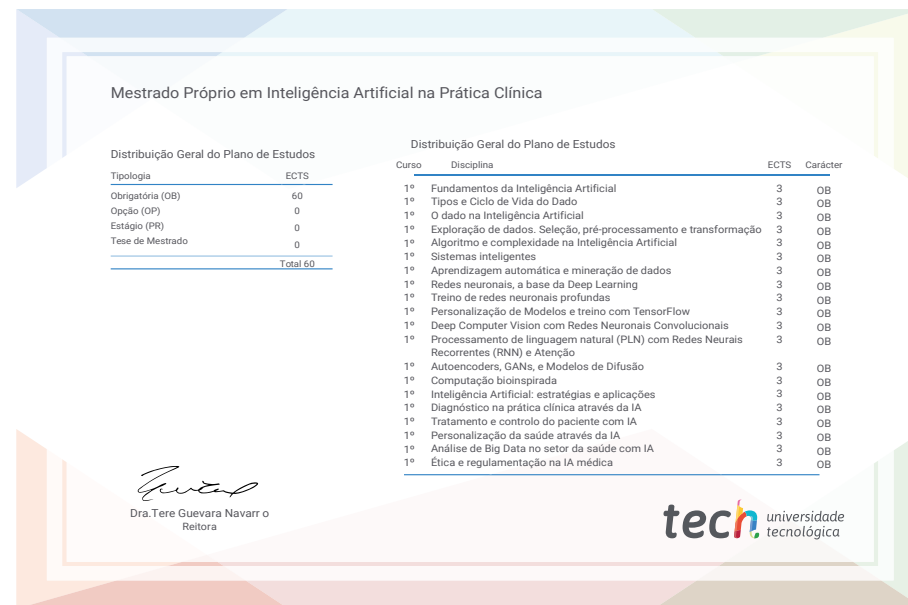 Mestrado Próprio em Inteligência Artificial na Prática Clínica
Distribuição Geral do Plano de Estudos
Tipologia ECTS
Obrigatória (OB) 60
Opção (OP) 0
Estágio (PR) 0
Tese de Mestrado 0
Total 60
Distribuição Geral do Plano de Estudos
Curso Disciplina ECTS Carácter
1º Fundamentos da Inteligência Artificial 3 OB
1º Tipos e Ciclo de Vida do Dado 3 OB
1º O dado na Inteligência Artificial 3 OB
1º Exploração de dados. Seleção, pré-processamento e transformação 3 OB
1º Algoritmo e complexidade na Inteligência Artificial 3 OB
1º Sistemas inteligentes 3 OB
1º Aprendizagem automática e mineração de dados 3 OB
1º Redes neuronais, a base da Deep Learning 3 OB
1º Treino de redes neuronais profundas 3 OB
1º Personalização de Modelos e treino com TensorFlow 3 OB
1º Deep Computer Vision com Redes Neuronais Convolucionais 3 OB
1º Processamento de linguagem natural (PLN) com Redes Neurais 3 OB
Recorrentes (RNN) e Atenção
1º Autoencoders, GANs, e Modelos de Difusão 3 OB
1º Computação bioinspirada 3 OB
1º Inteligência Artificial: estratégias e aplicações 3 OB
1º Diagnóstico na prática clínica através da IA 3 OB
1º Tratamento e controlo do paciente com IA 3 OB
1º Personalização da saúde através da IA 3 OB
1º Análise de Big Data no setor da saúde com IA 3 OB
1º Ética e regulamentação na IA médica 3 OB
Dra.Tere Guevara Navarr o
Reitora
tech universidade
tecnológica